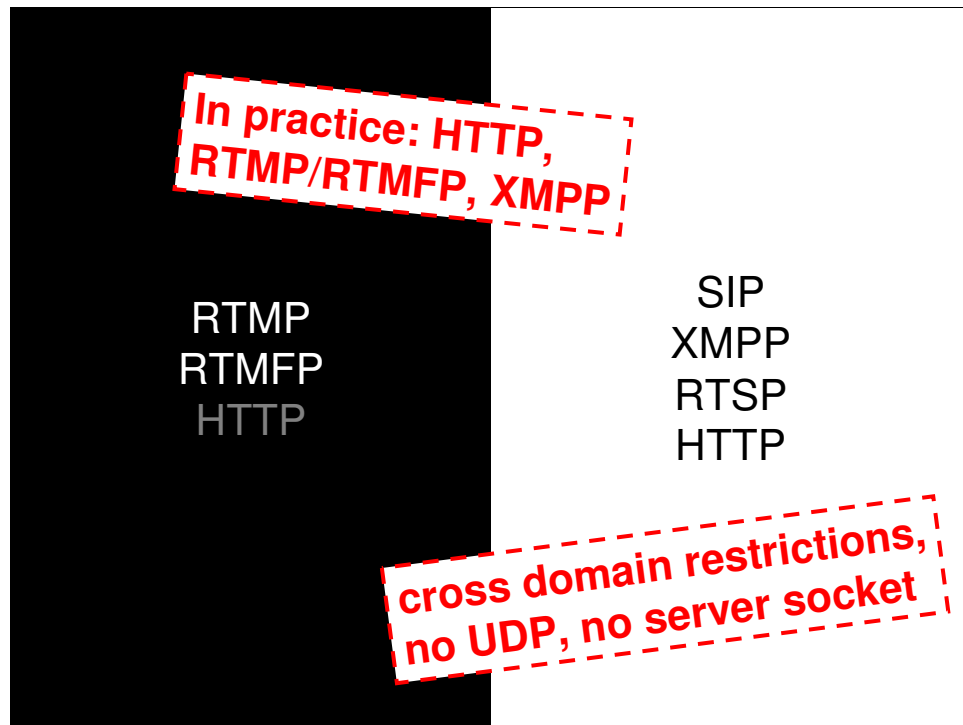 In practice: HTTP,
RTMP/RTMFP, XMPP
RTMP
RTMFP
HTTP
SIP
XMPP
RTSP
HTTP
cross domain restrictions,
no UDP, no server socket